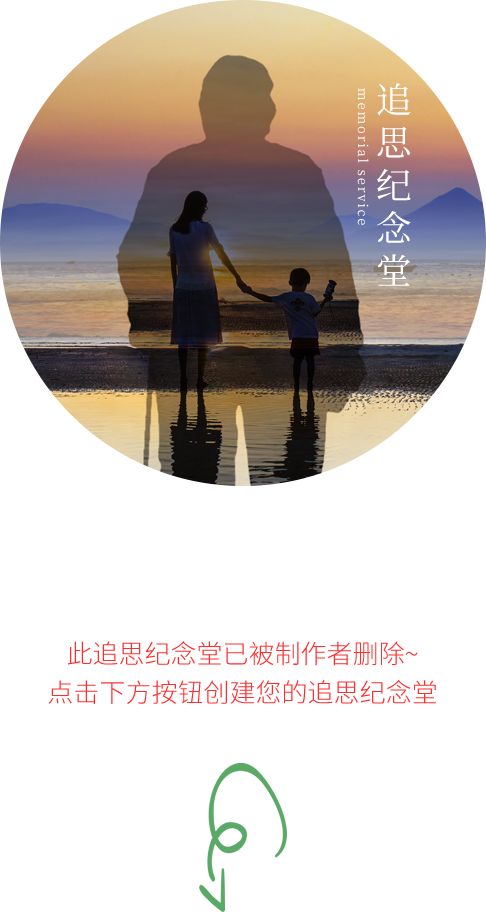 追思纪念堂
memorial service
此追思纪念堂已被制作者删除~
点击下方按钮创建您的追思纪念堂